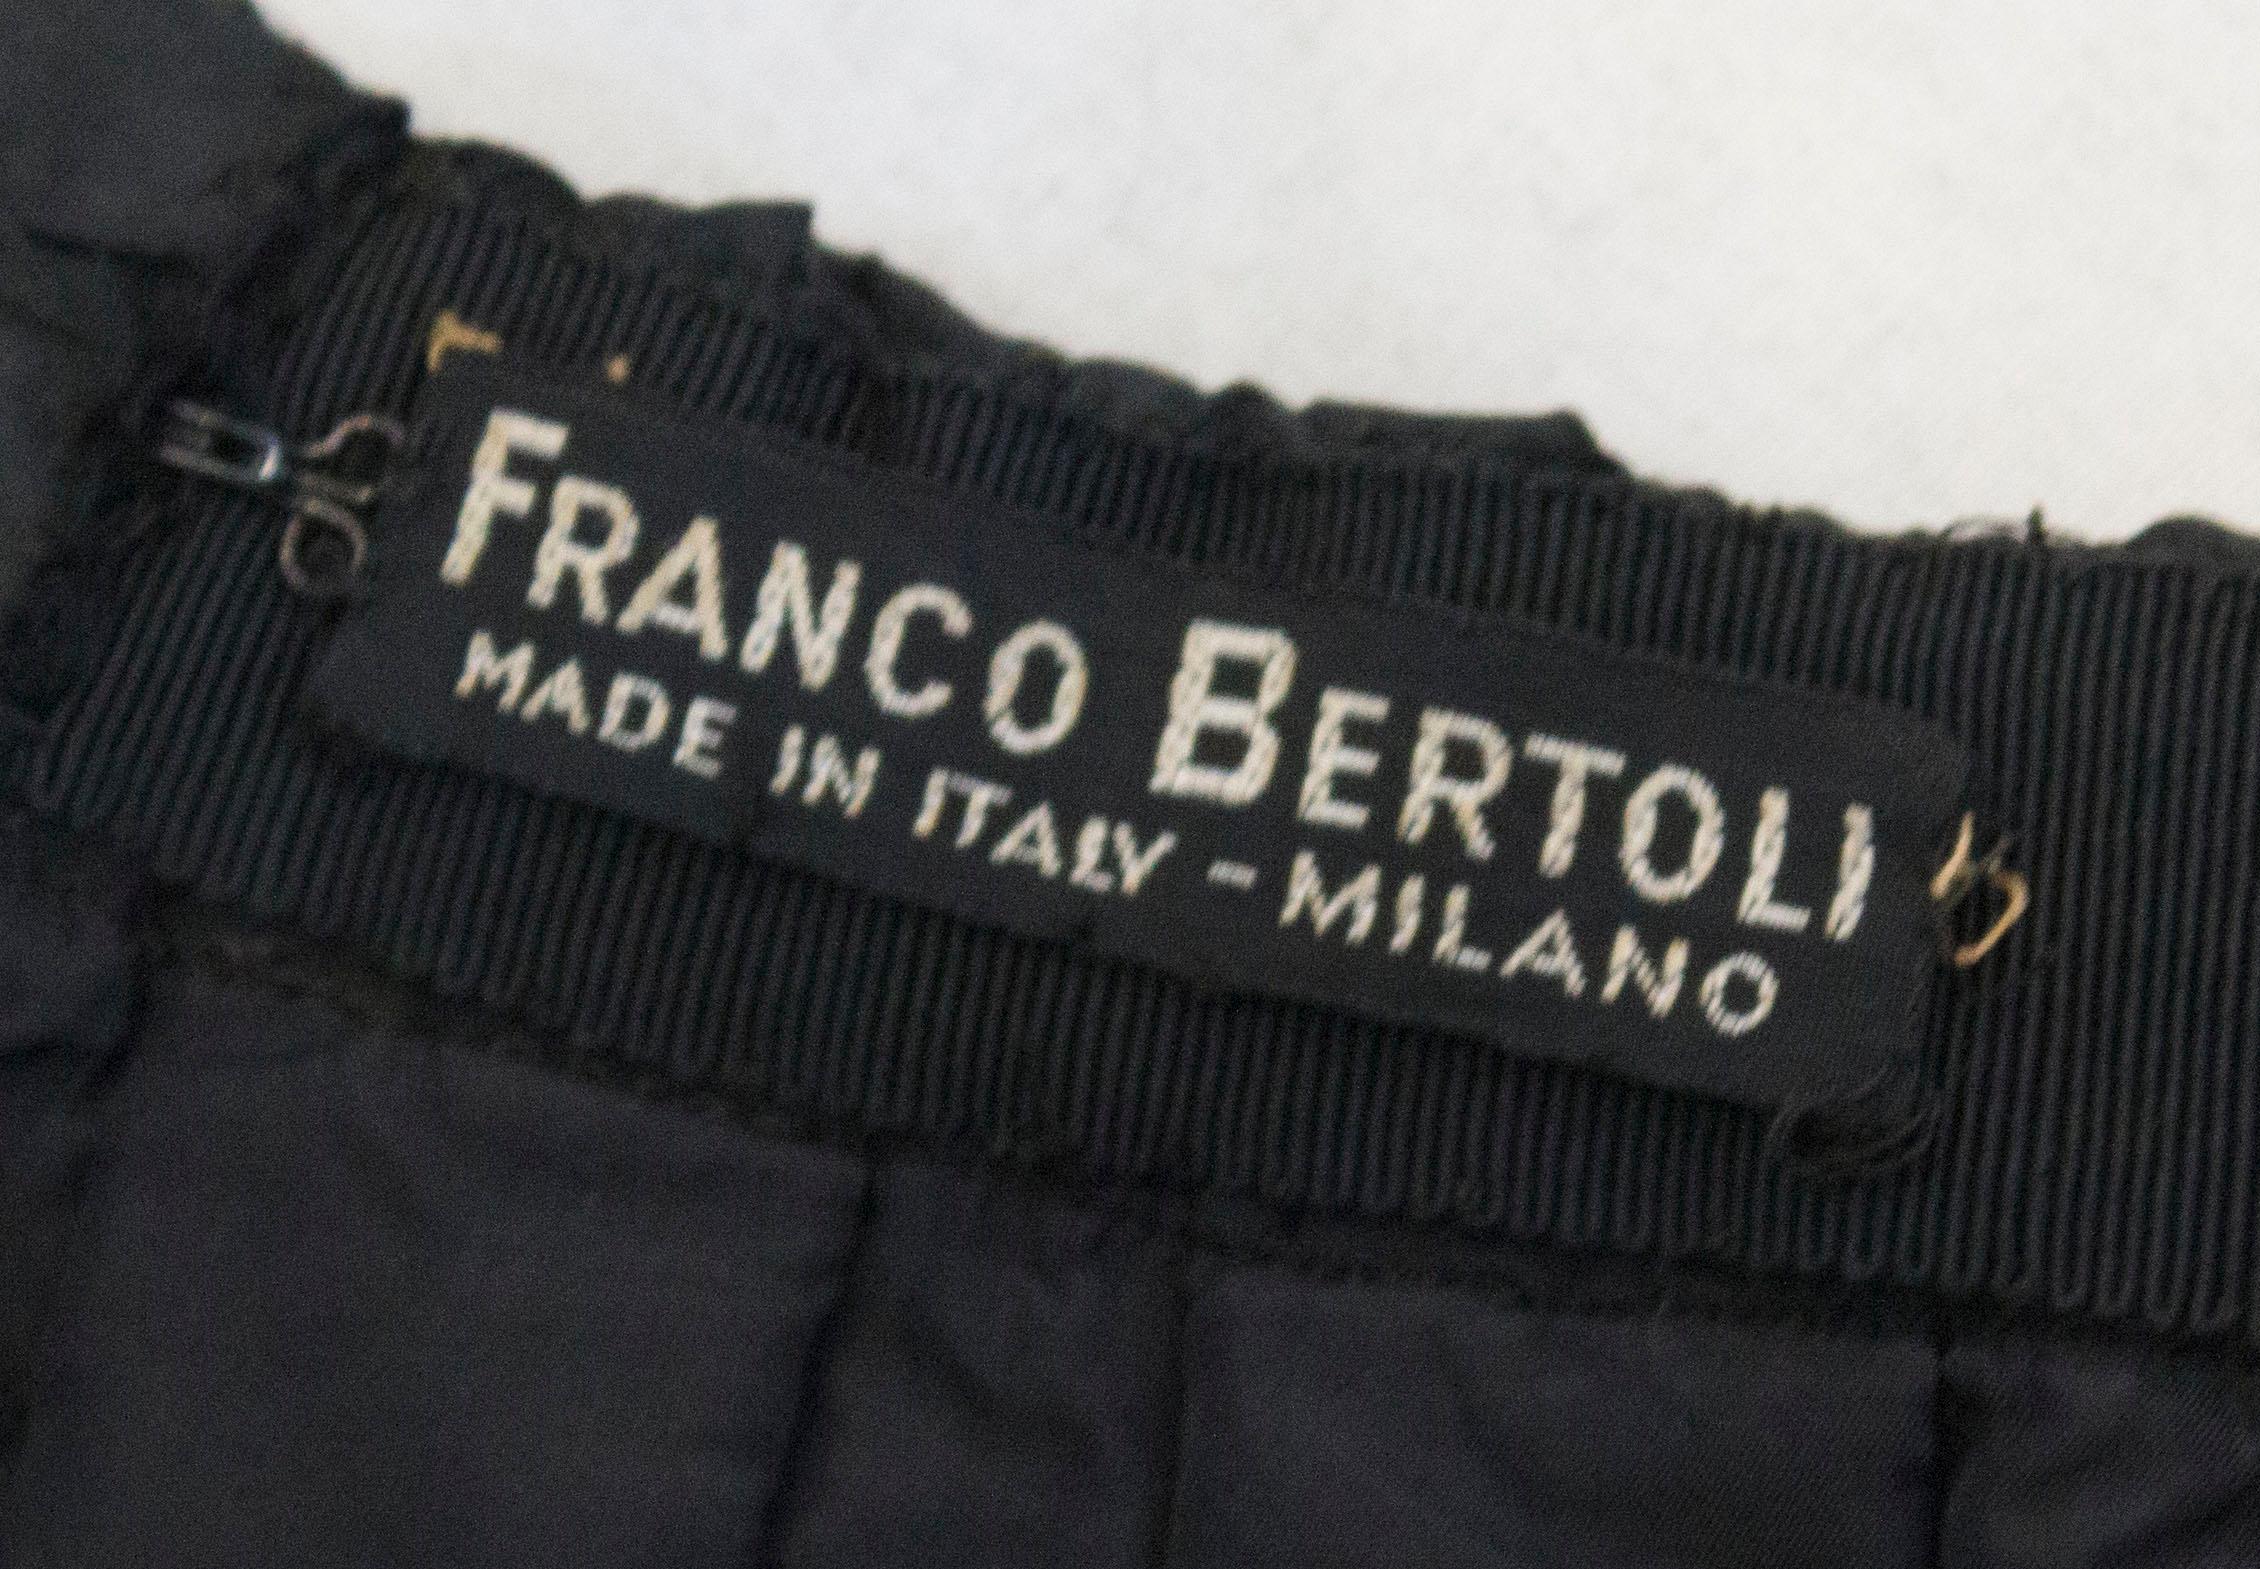 FRANCO BERTOLI
MADE IN ITALY - MILANO